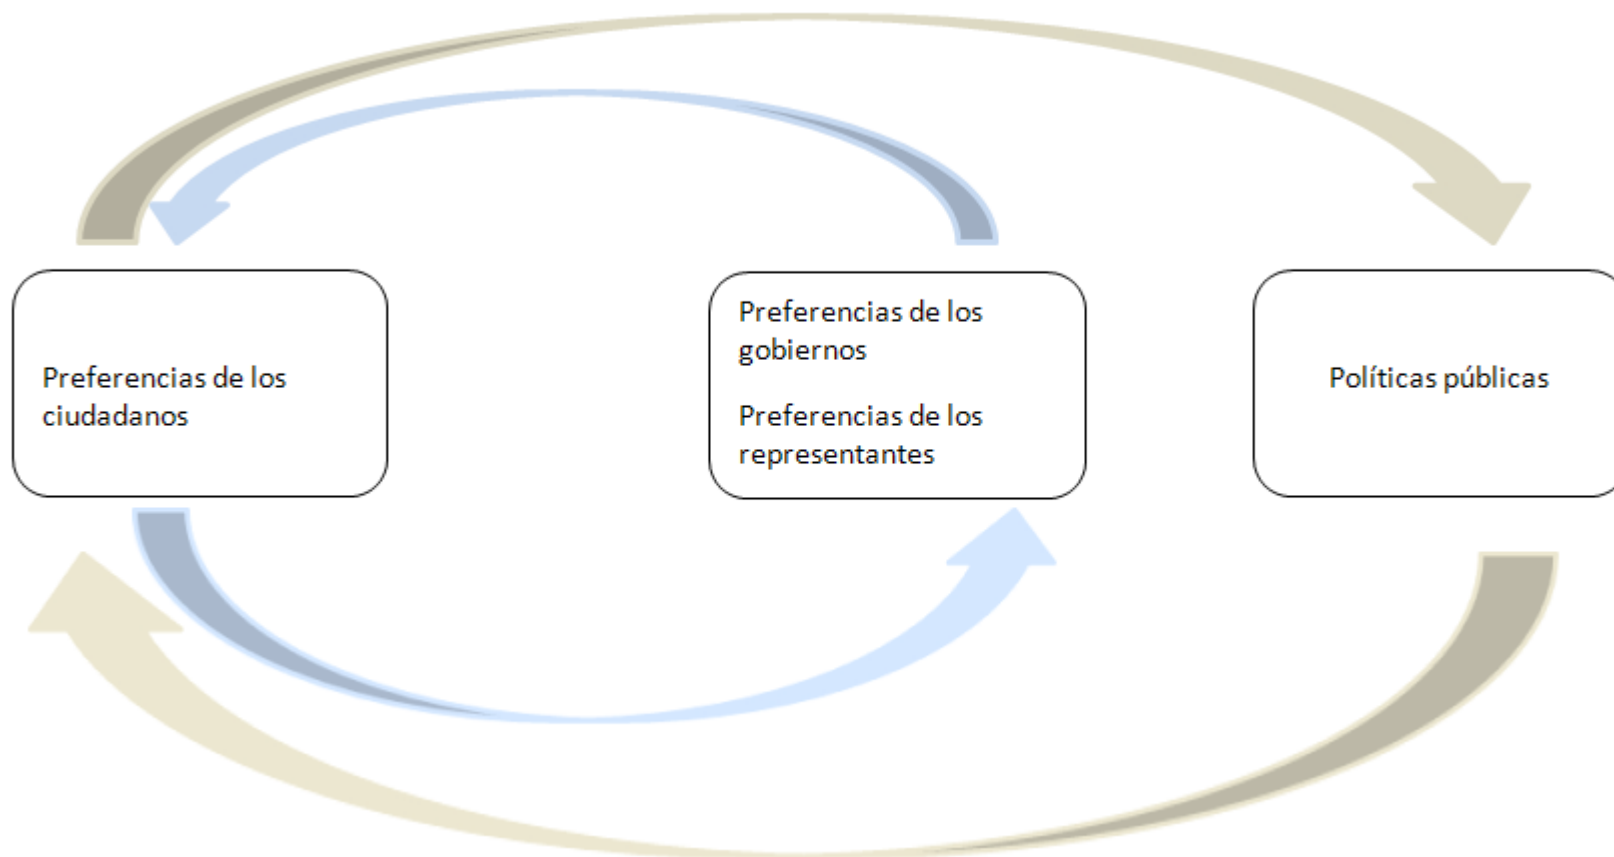 Preferencias de los
ciudadanos
Preferencias de los
gobiernos
Preferencias de los
representantes
Políticas públicas